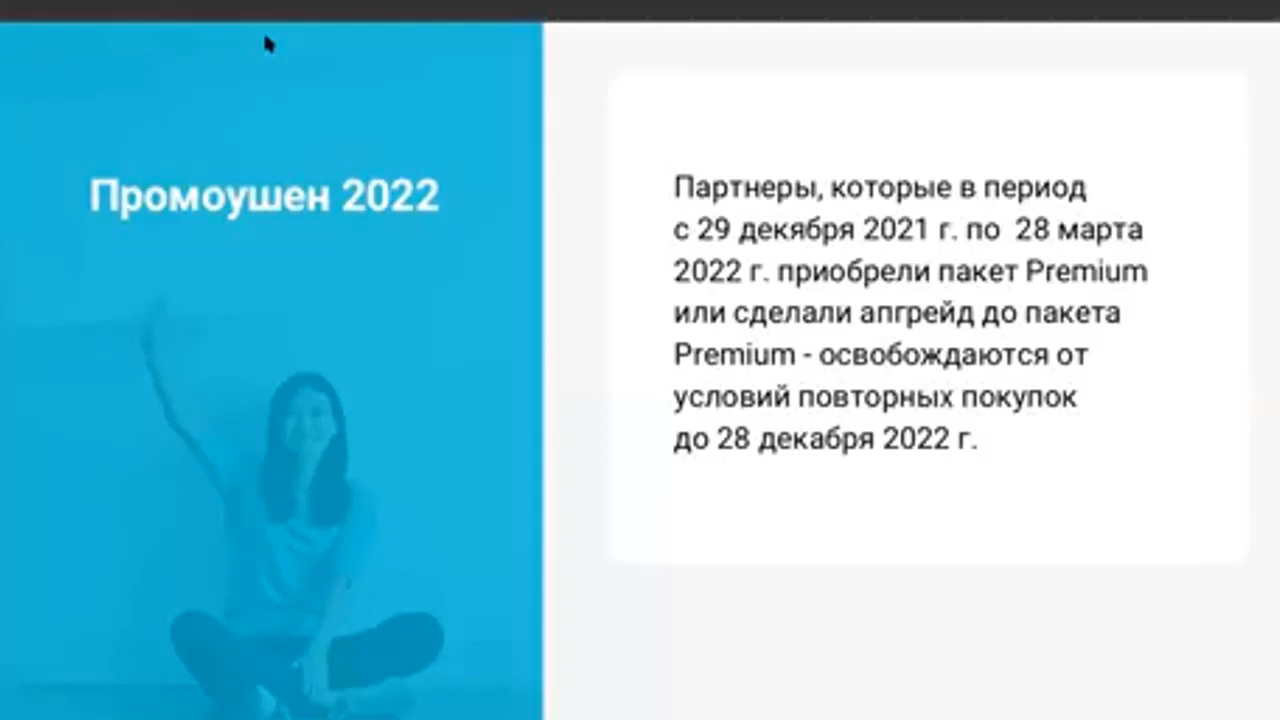 Промоушен 2022
Партнеры, которые в период
с 29 декября 2021 г. по 28 марта
2022 г. приобрели пакет Premium
или сделали апгрейд до пакета
Premium - освобождаются от
условий повторных покупок
до 28 декабря 2022 г.